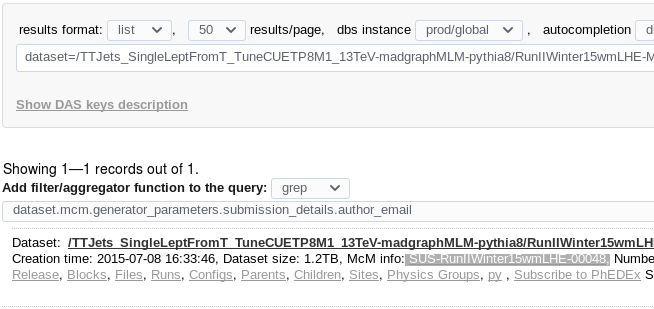 results format: list , 50 results/page, dbs instance prod/global , autocompletion
dataset=/TTJets_SingleLeptFromT_TuneCUETP8M1_13TeV-madgraphMLM-pythia8/RunIIWinter15wmLHE-M
Show DAS keys description
Showing 1—1 records out of 1.
Add filter/aggregator function to the query: grep
dataset.mcm.generator_parameters.submission_details.author_email
Dataset: /TTJets_SingleLeptFromT_TuneCUETP8M1_13TeV-madgraphMLM-pythia8/RunIIWinter15wmLH
Creation time: 2015-07-08 16:33:46, Dataset size: 1.2TB, McM info: SUS-RunIIWinter15wmLHE-00048, Numbe
Release, Blocks, Files, Runs, Configs, Parents, Children, Sites, Physics Groups, py , Subscribe to PhEDEx S